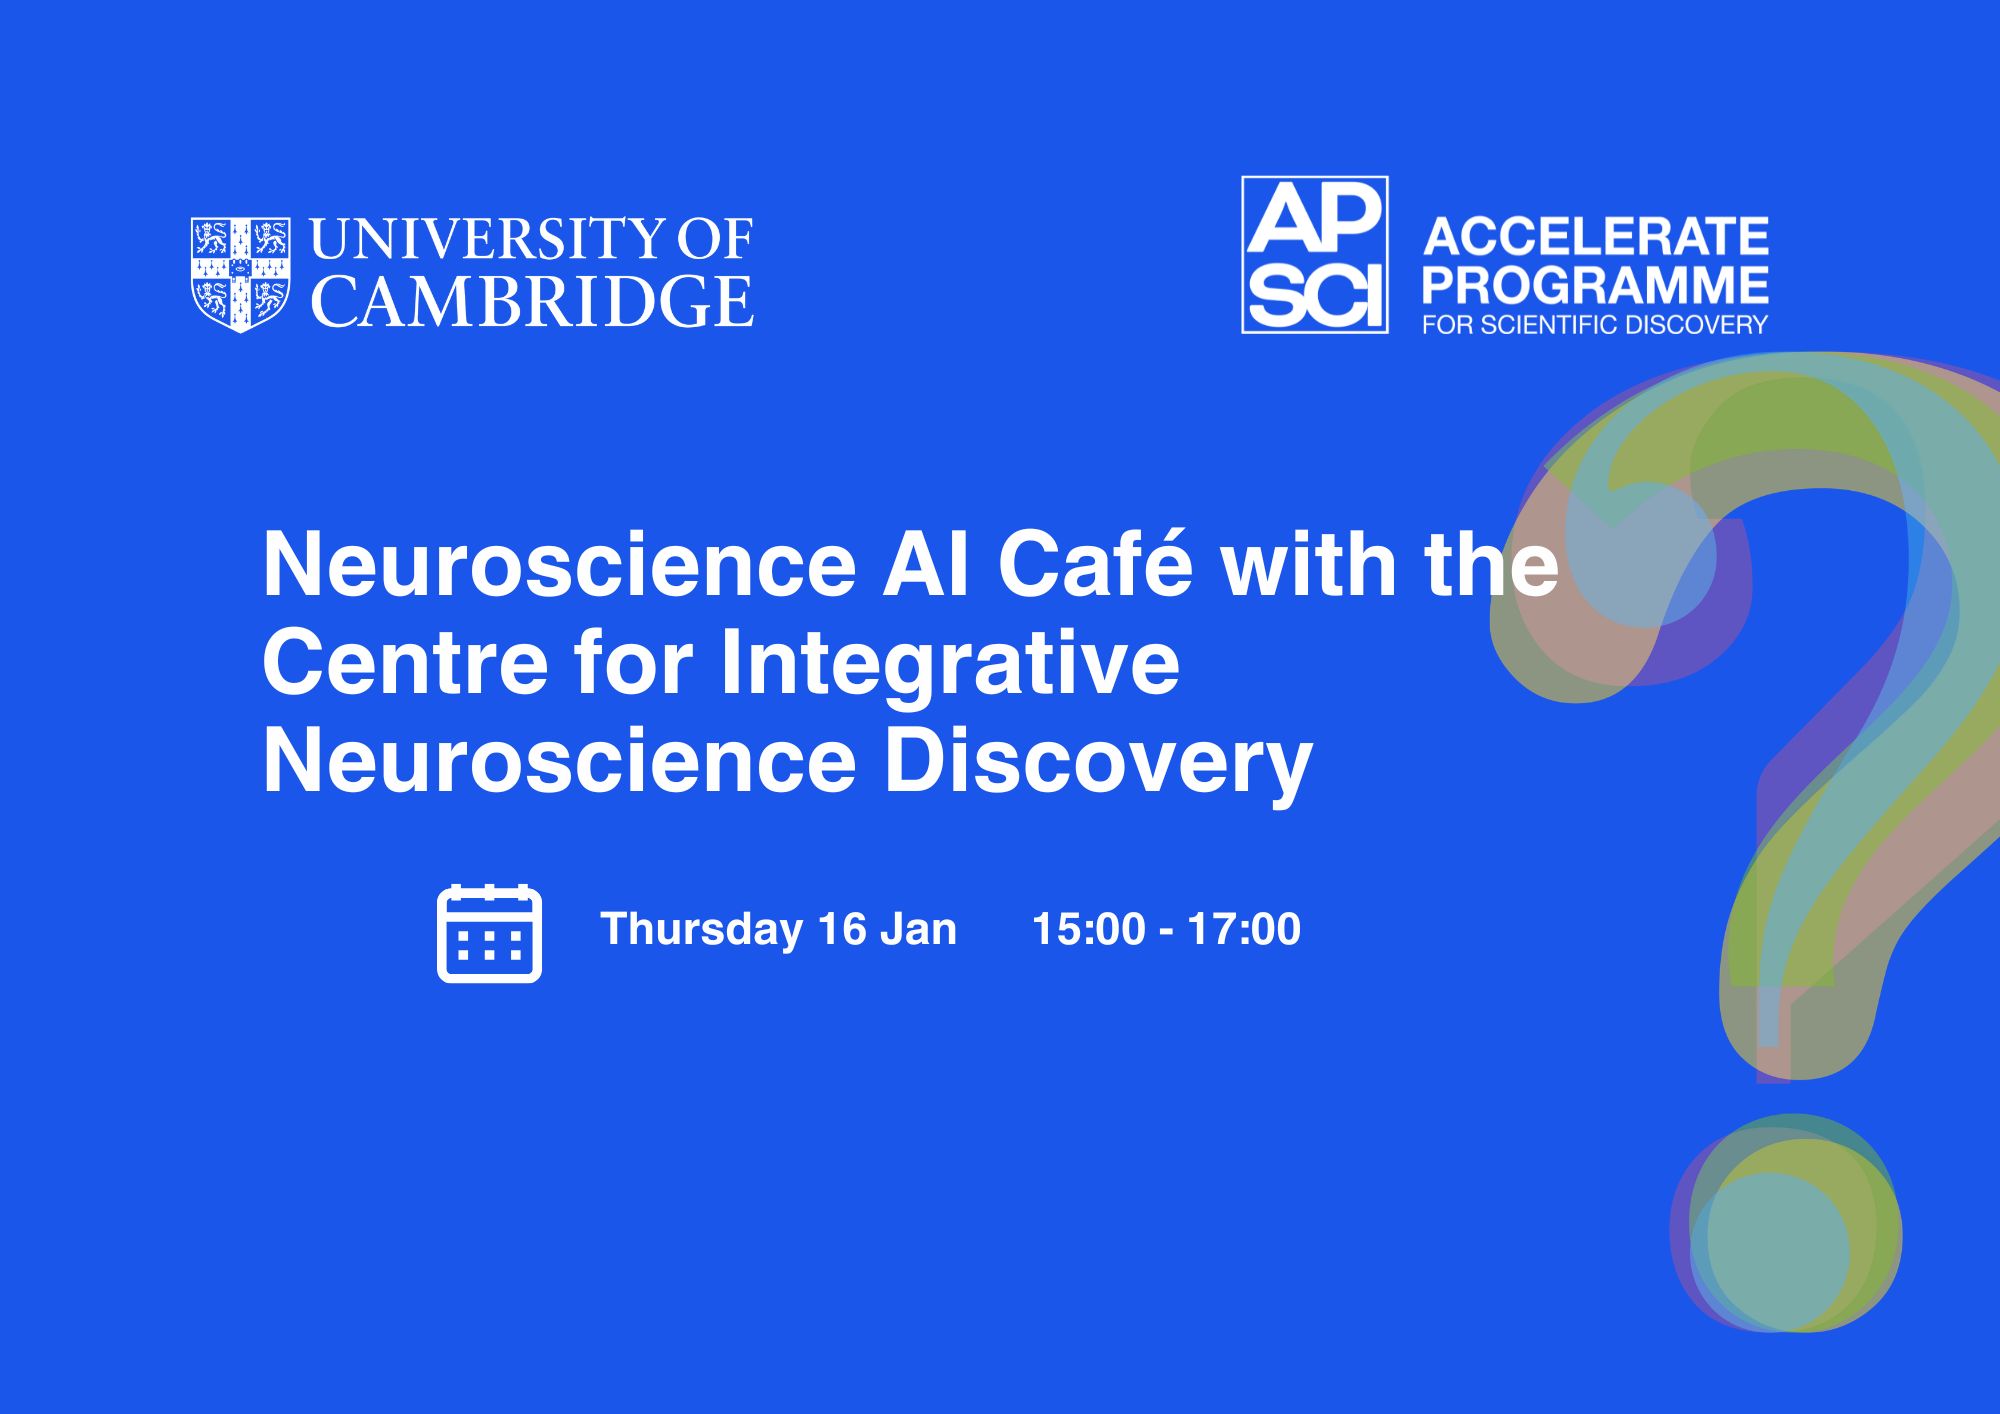 UNIVERSITY OF
CAMBRIDGE
AP
SCI
ACCELERATE
PROGRAMME
FOR SCIENTIFIC DISCOVERY
Neuroscience AI Café with the
Centre for Integrative
Neuroscience Discovery
Thursday 16 Jan 15:00 - 17:00